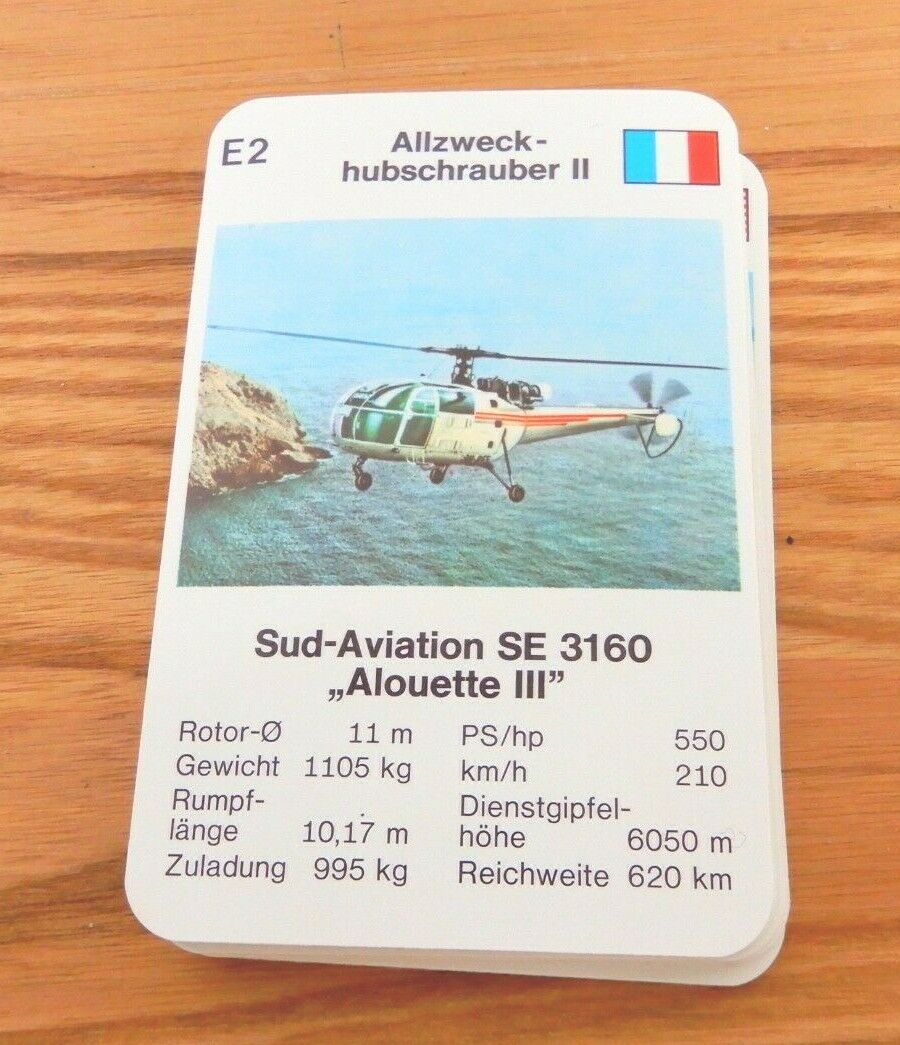 E2
Allzweck-
hubschrauber II
Sud-Aviation SE 3160
„Alouette III”
Rotor-Ø 11 m PS/hp 550
Gewicht 1105 kg km/h 210
Rumpf-
länge 10,17 m
Dienstgipfel-
höhe 6050 m
Zuladung 995 kg Reichweite 620 km